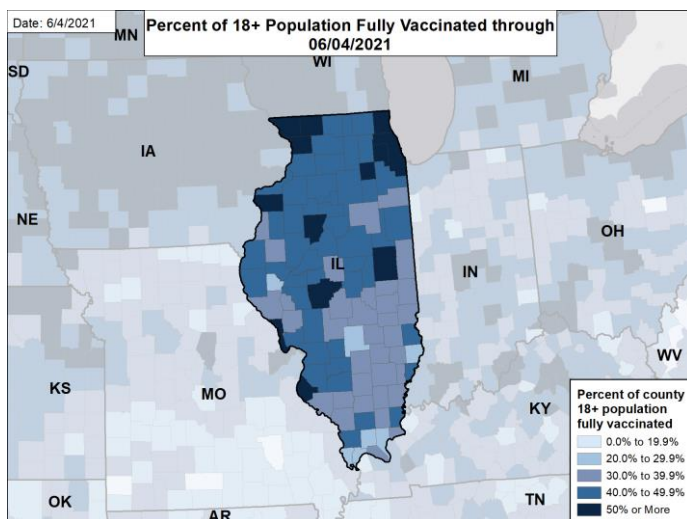 Date: 6/4/2021
Percent of 18+ Population Fully Vaccinated through
06/04/2021
MN
WI
SD
MI
IA
NE
IL
IN
OH
WV
KS
MO
KY
OK
AR
TN
Percent of county
18+ population
fully vaccinated
0.0% to 19.9%
20.0% to 29.9%
30.0% to 39.9%
40.0% to 49.9%
50% or More